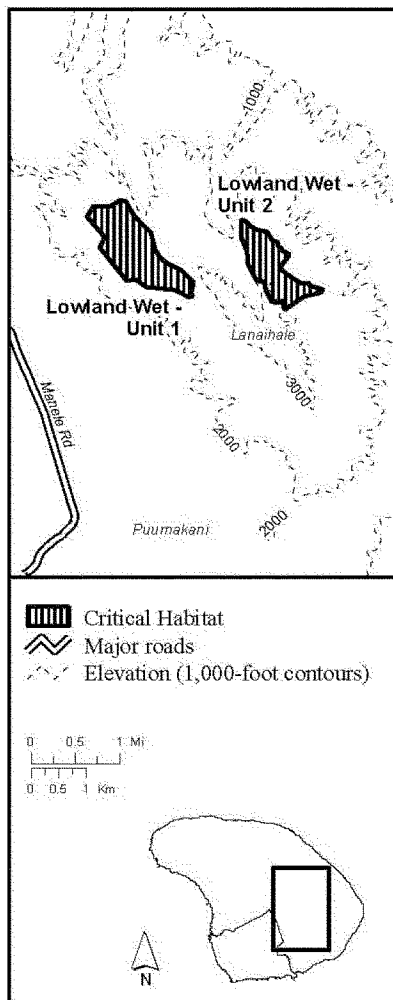 1000
Lowland Wet -
Unit 2
Lowland Wet -
Unit 1
Lanaihale
Manele Rd
3000
2000
2000
Puumakani
Critical Habitat
Major roads
Elevation (1,000-foot contours)
0 0.5 1 Mi
0 0.5 1 Km
N